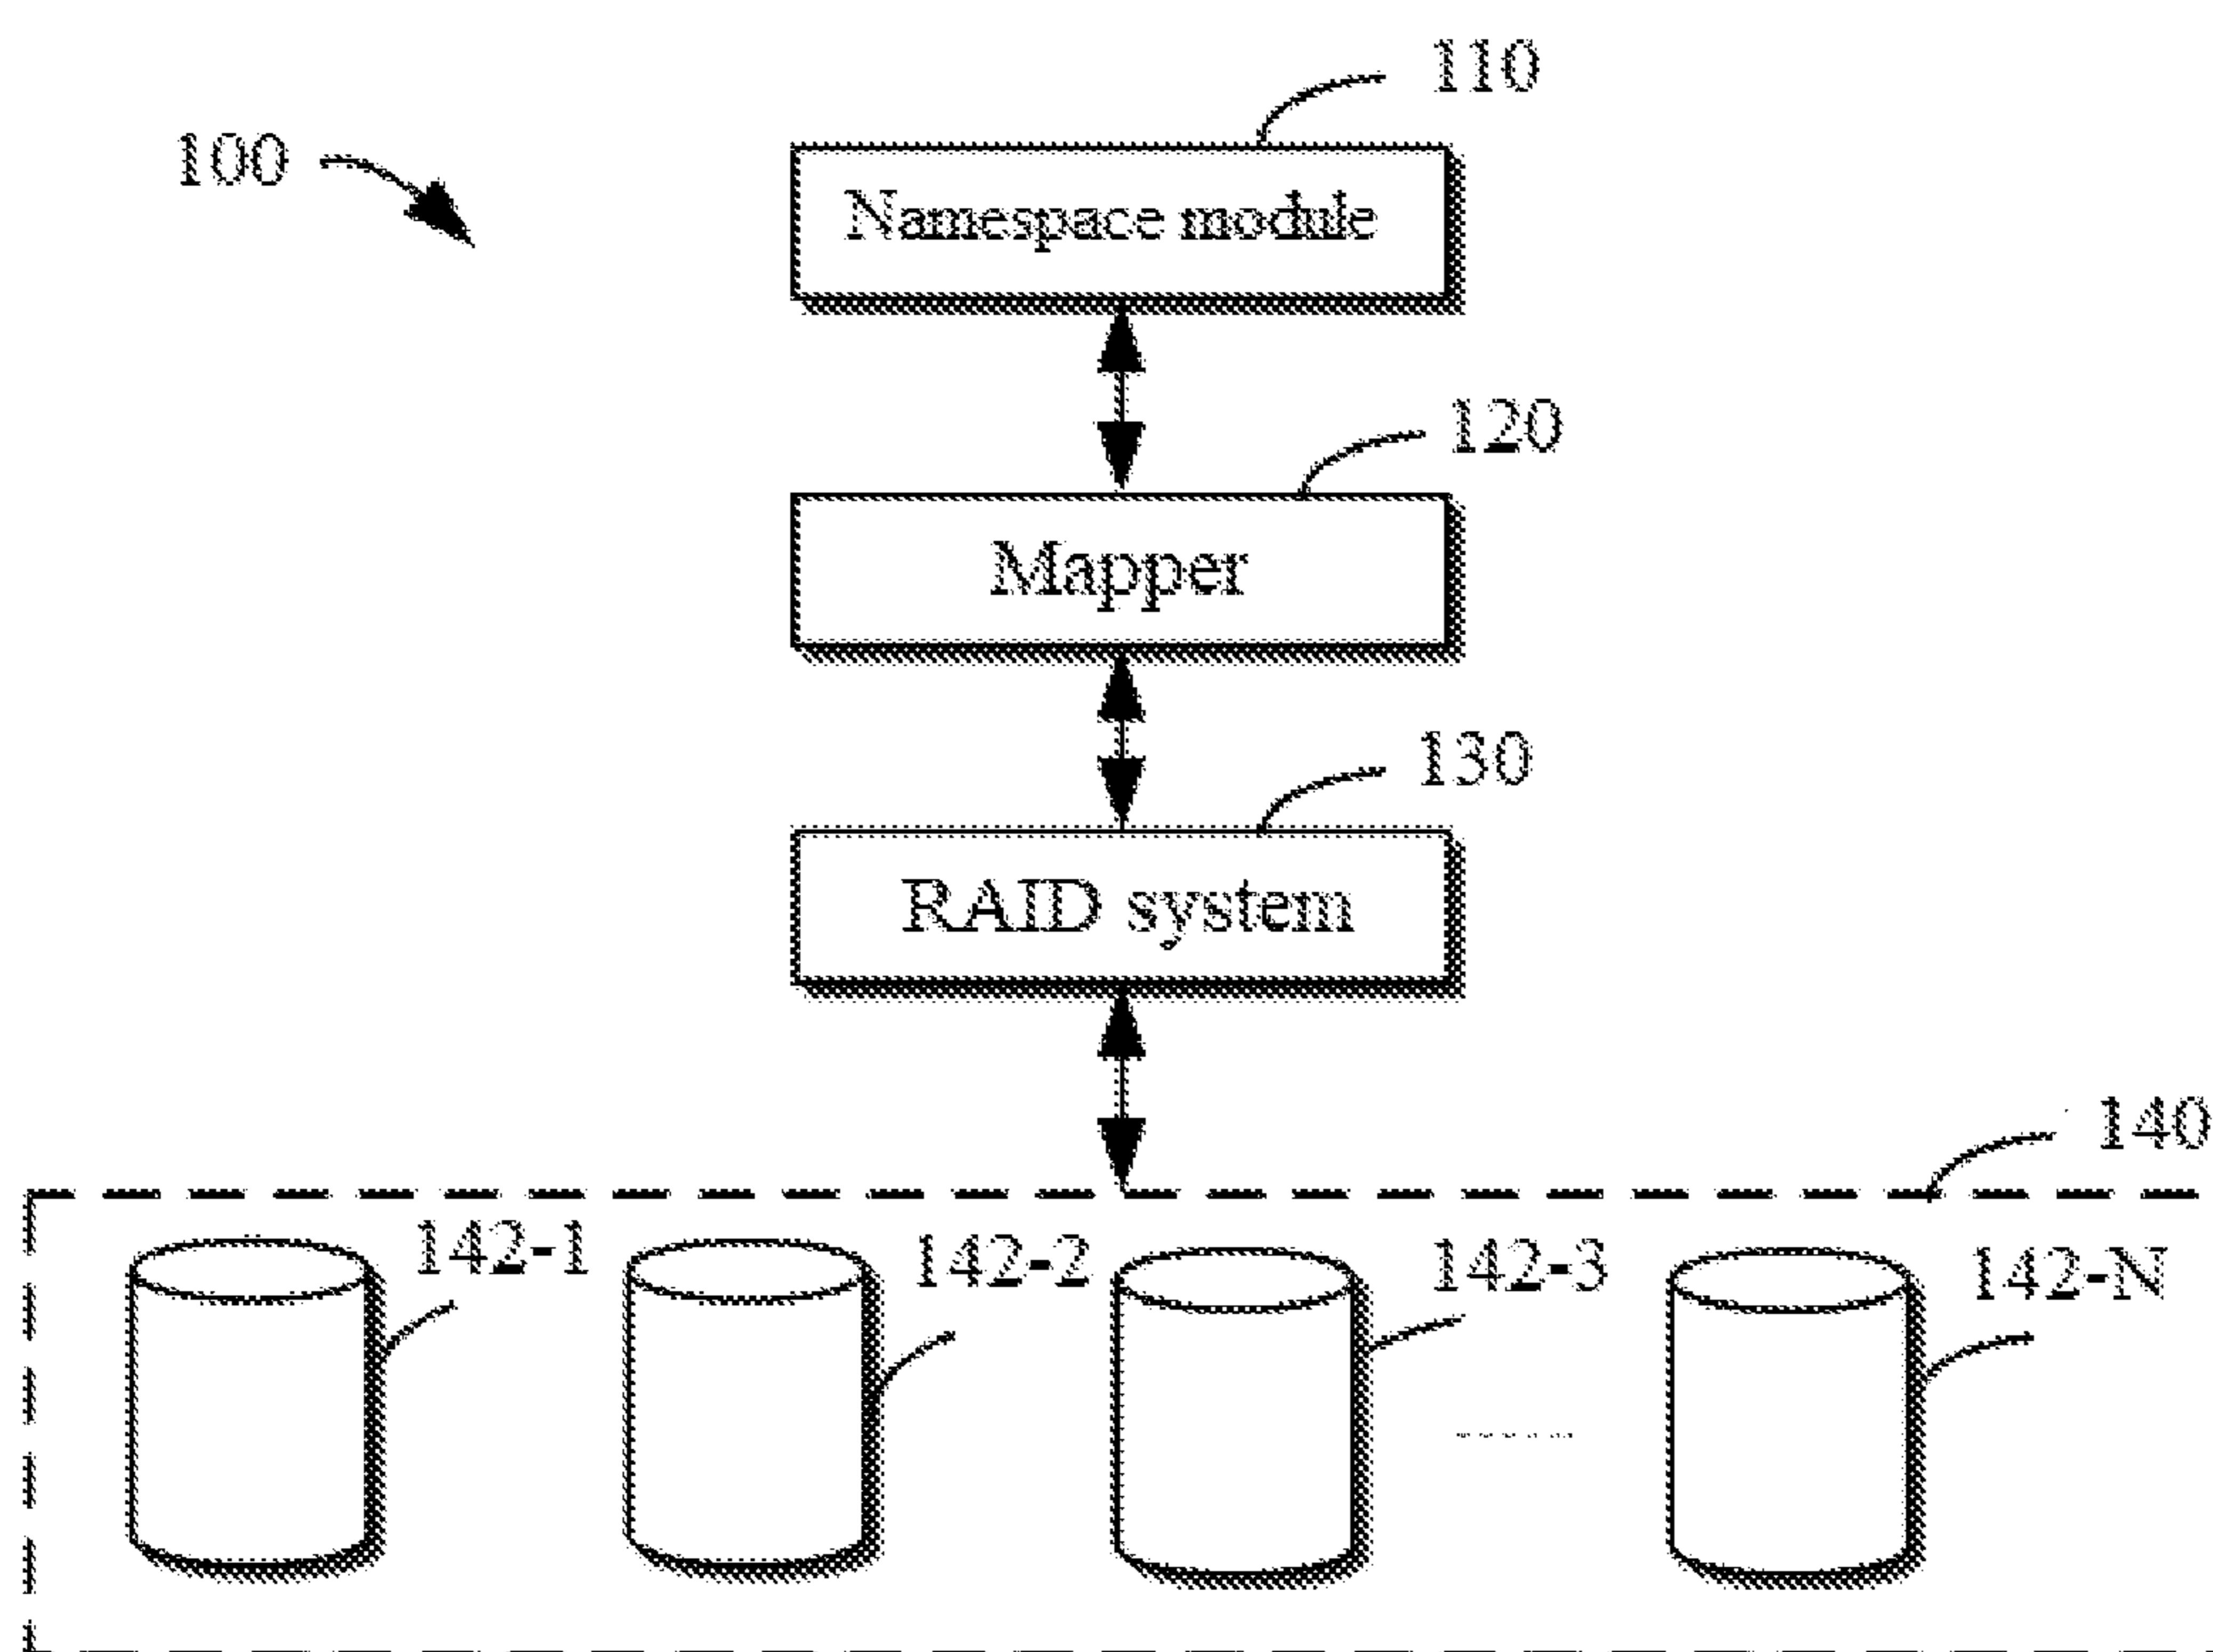 110
100
Namespace module
120
Mapper
130
RAID system
140
142-1
142-2
142-3
142-N